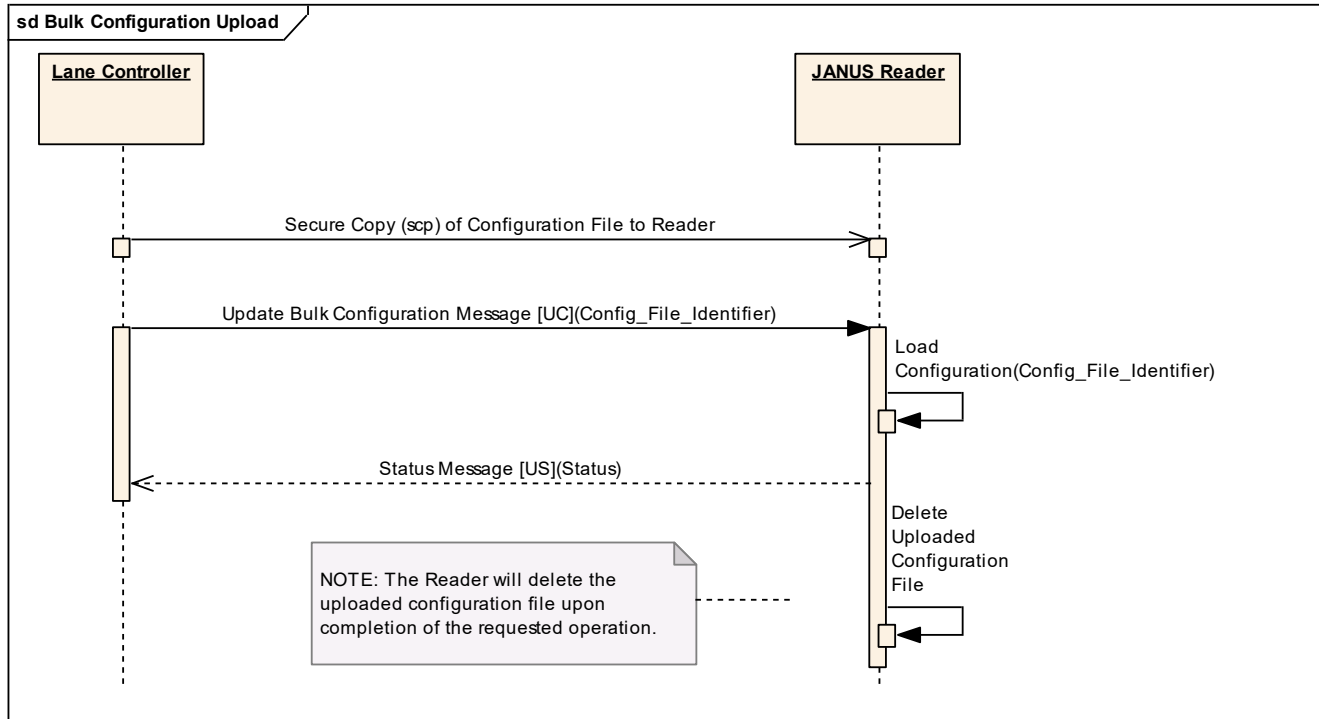 sd Bulk Configuration Upload
Lane Controller
JANUS Reader
Secure Copy (scp) of Configuration File to Reader
Update Bulk Configuration Message [UC](Config_File_Identifier)
Load
Configuration(Config_File_Identifier)
Status Message [US](Status)
Delete
Uploaded
Configuration
File
NOTE: The Reader will delete the
uploaded configuration file upon
completion of the requested operation.